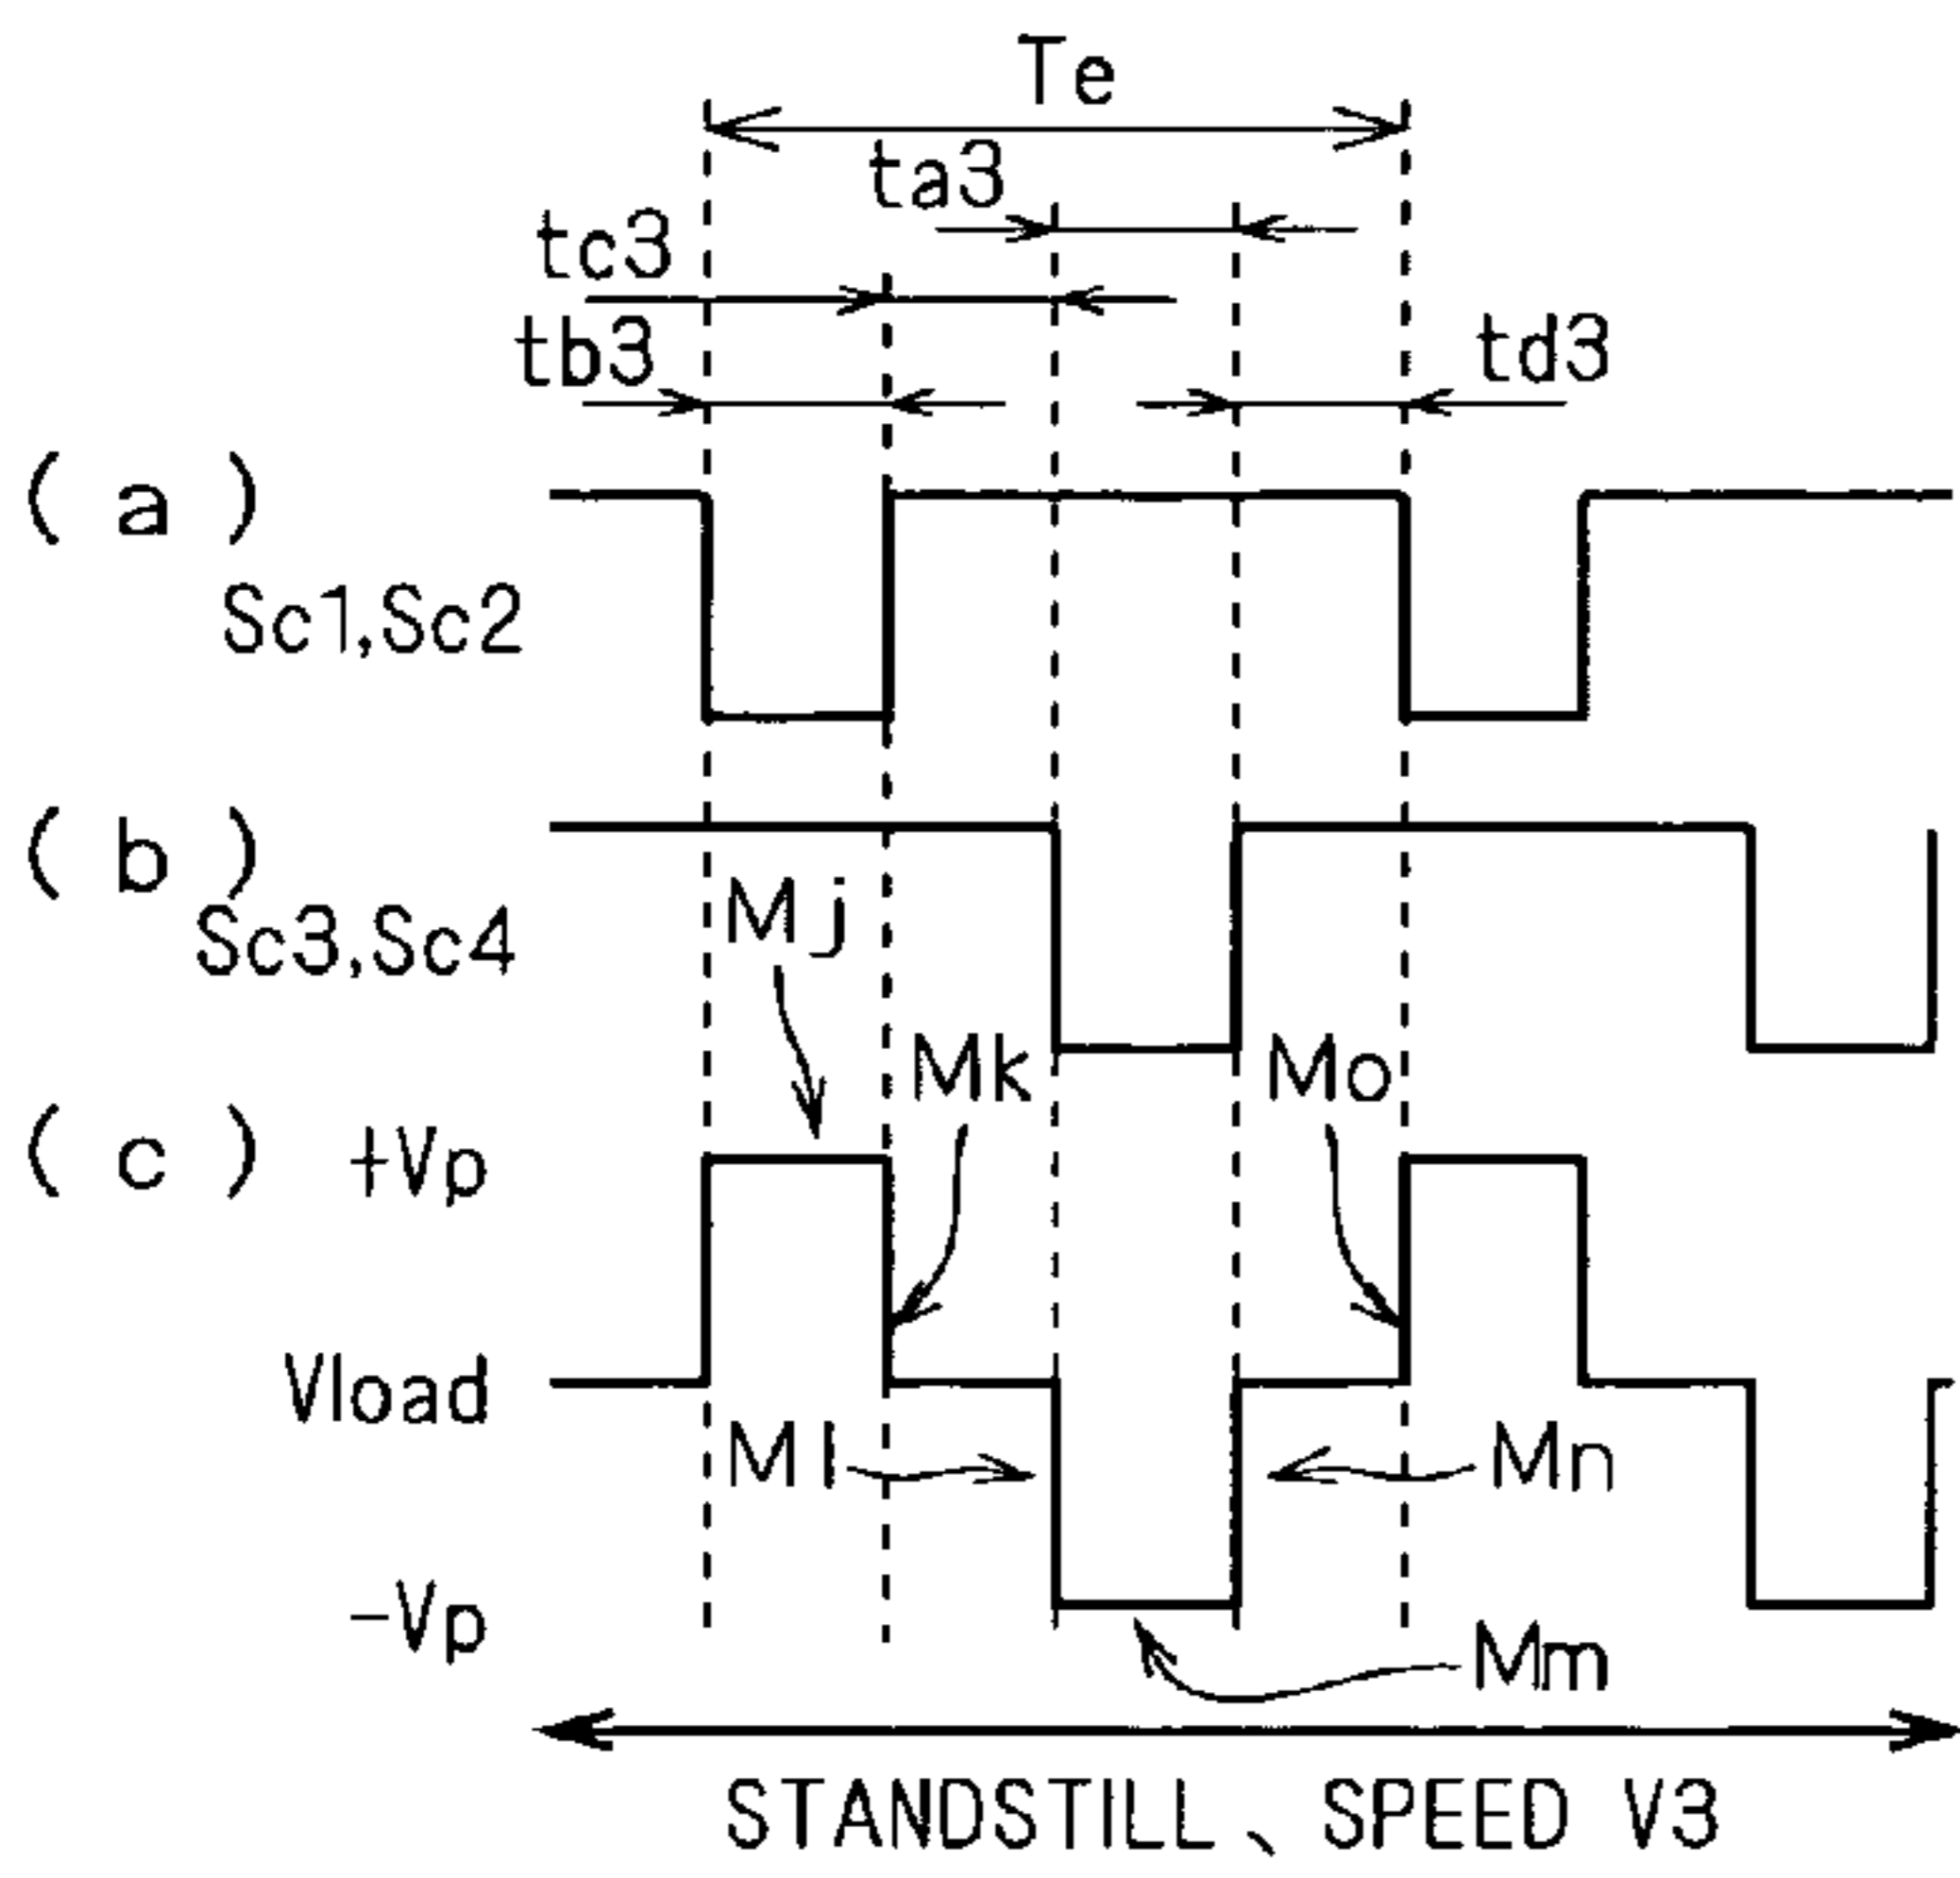 Te
ta3
tc3
tb3
td3
( a )
Sc1,Sc2
( b )
Sc3,Sc4
Mj
Mk
Mo
( c ) +Vp
Vload
Ml
Mn
-Vp
Mm
STANDSTILL、SPEED V3